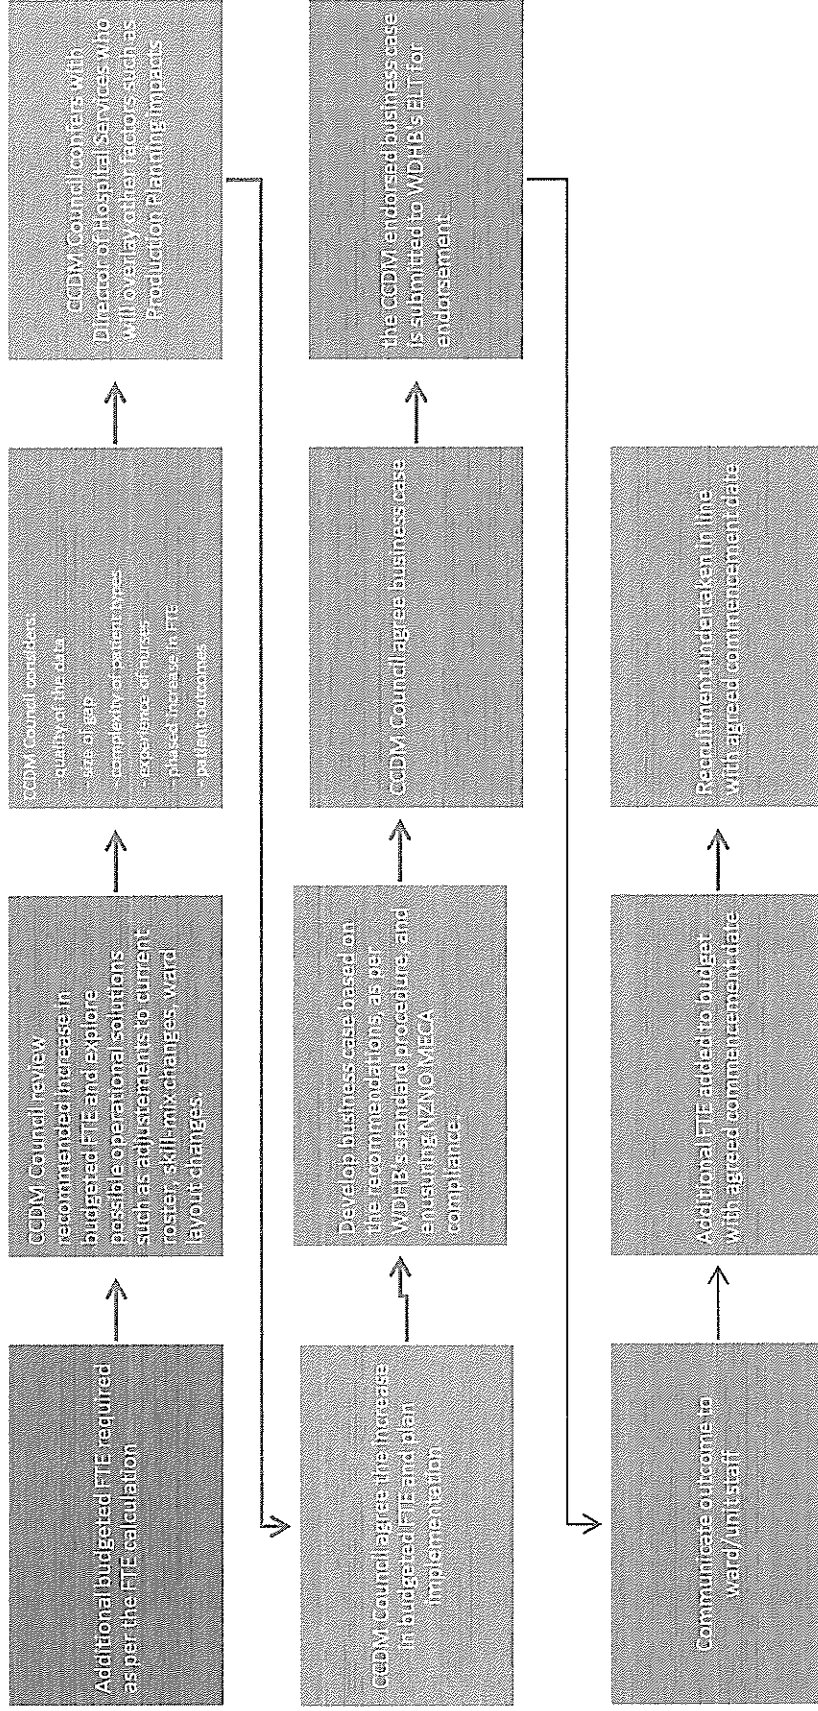 Additional budgeted FTE required
as per the FTE calculation
CCDM Council review
recommended increase in
budgeted FTE and explore
possible operational solutions
such as adjustements to current
roster, skill-mix changes, ward
layout changes.
CCDM Council considers:
- quality of the data
- size of gap
- complexity of patient types
- experience of nurses
- phased increase in FTE
- patient outcomes
CCDM Council confers with
Director of Hospital Services who
will overlay other factors such as
Production Planning impacts
CCDM Council agree the increase
in budgeted FTE and plan
implementation
Develop business case based on
the recommendations, as per
WDHB's standard procedure, and
enusuring NZNO MECA
compliance.
CCDM Council agree business case
the CCDM endorsed business case
is submitted to WDHB's ELT for
endorsement
Communicate outcome to
ward/unit staff
Additional FTE added to budget
with agreed commencement date
Recruitment undertaken in line
with agreed commencement date